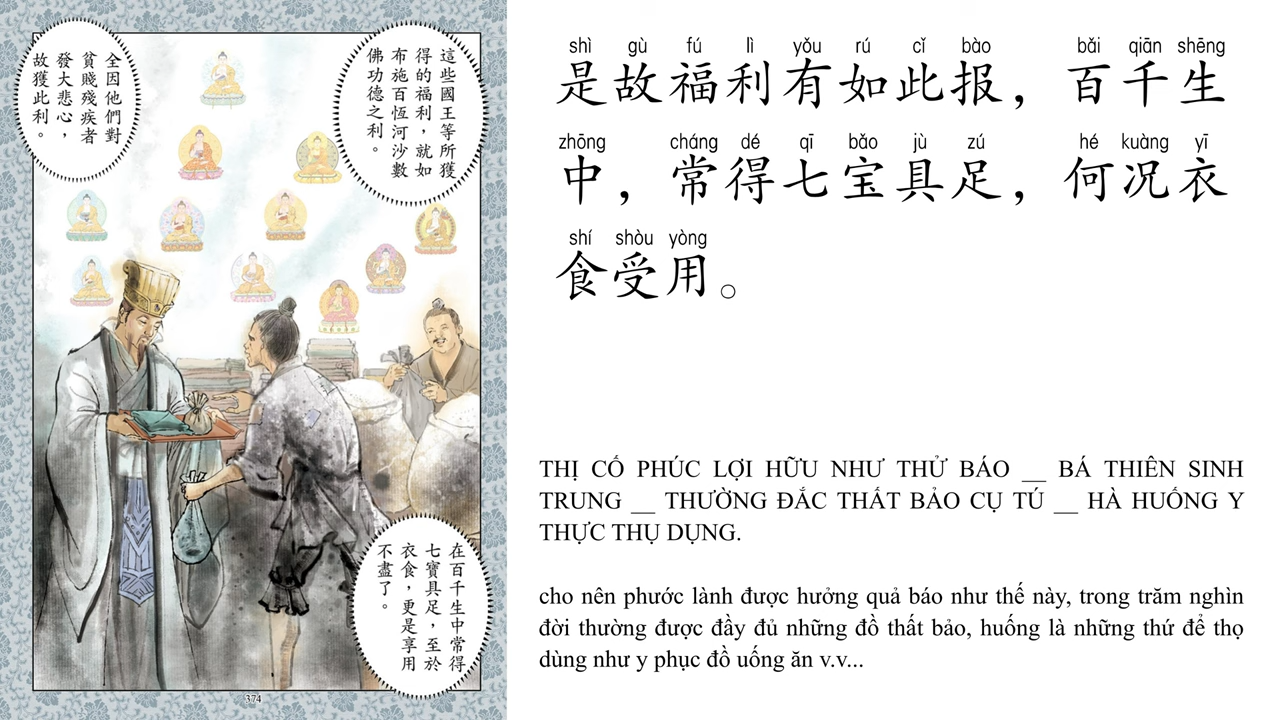 這些國王等所獲
得的福利，就如
布施百恆河沙數
佛功德之利。
全因他們對
貧賤殘疾者
發大悲心，
故獲此利。
在百千生中常得
七寶具足，至於
衣食，更是享用
不盡了。
374
shì gù fú lì yǒu rú cǐ bào bǎi qiān shēng
是故福利有如此报，百千生
zhōng cháng dé qī bǎo jù zú hé kuàng yī
中，常得七宝具足，何况衣
shí shòu yòng
食受用。
THỊ CỐ PHÚC LỢI HỮU NHƯ THỬ BÁO __ BÁ THIÊN SINH
TRUNG __ THƯỜNG ĐẮC THẤT BẢO CỤ TÚ __ HÀ HUỐNG Y
THỰC THỤ DỤNG.
cho nên phước lành được hưởng quả báo như thế này, trong trăm nghìn
đời thường được đầy đủ những đồ thất bảo, huống là những thứ để thọ
dùng như y phục đồ uống ăn v.v...